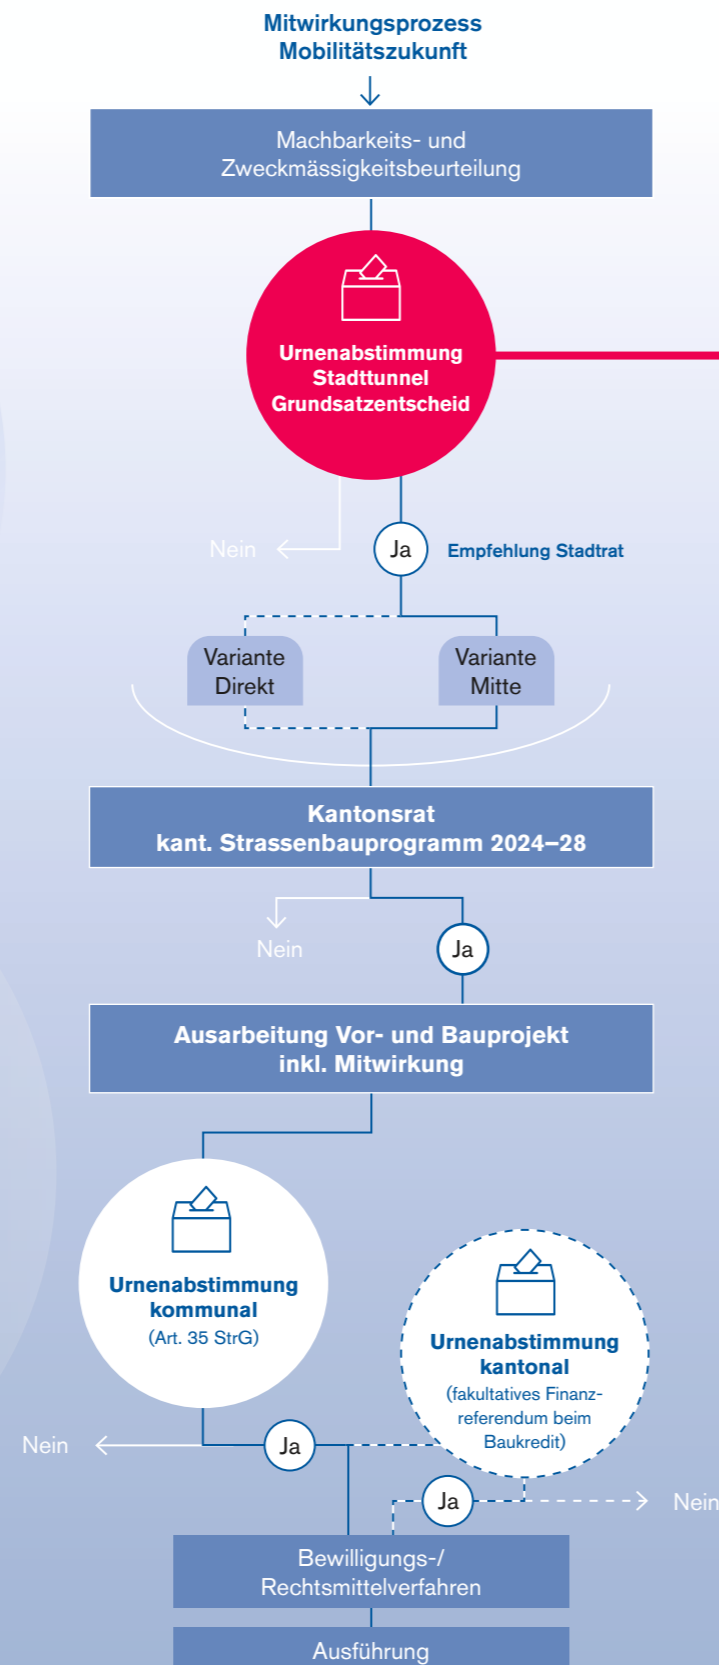 Mitwirkungsprozess
Mobilitätszukunft
Machbarkeits- und
Zweckmässigkeitsbeurteilung
Urnenabstimmung
Stadttunnel
Grundsatzentscheid
Nein
Ja
Empfehlung Stadtrat
Variante
Direkt
Variante
Mitte
Kantonsrat
kant. Strassenbauprogramm 2024–28
Nein
Ja
Ausarbeitung Vor- und Bauprojekt
inkl. Mitwirkung
Urnenabstimmung
kommunal
(Art. 35 StrG)
Urnenabstimmung
kantonal
(fakultatives Finanz-
referendum beim
Baukredit)
Nein
Ja
Ja
Nein
Bewilligungs-/
Rechtsmittelverfahren
Ausführung